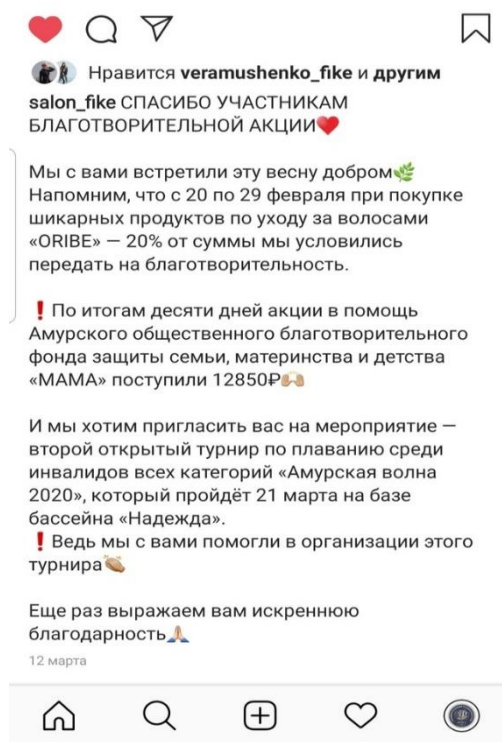 Нравится veramushenko_fike и другим
salon_fike СПАСИБО УЧАСТНИКАМ
БЛАГОТВОРИТЕЛЬНОЙ АКЦИИ❤️
Мы с вами встретили эту весну добром🌿
Напомним, что с 20 по 29 февраля при покупке
шикарных продуктов по уходу за волосами
«ORIBE» — 20% от суммы мы условились
передать на благотворительность.
❗По итогам десяти дней акции в помощь
Амурского общественного благотворительного
фонда защиты семьи, материнства и детства
«МАМА» поступили 12850₽🙌🏼
И мы хотим пригласить вас на мероприятие —
второй открытый турнир по плаванию среди
инвалидов всех категорий «Амурская волна
2020», который пройдёт 21 марта на базе
бассейна «Надежда».
❗Ведь мы с вами помогли в организации этого
турнира👏🏼
Еще раз выражаем вам искреннюю
благодарность🙏🏼
12 марта